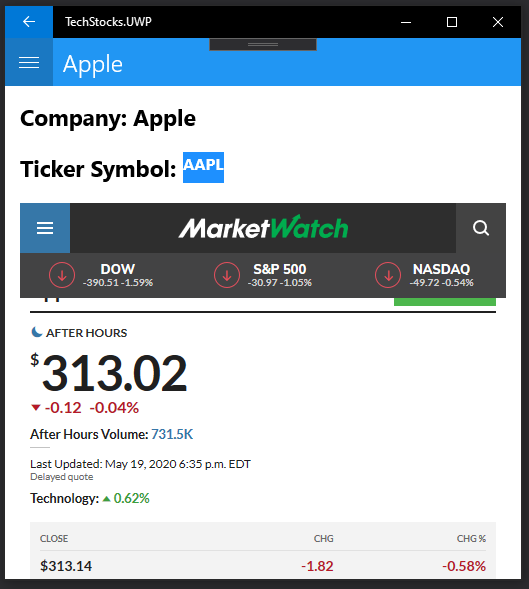 TechStocks.UWP
Apple
Company: Apple
Ticker Symbol: AAPL
MarketWatch
DOW
-390.51 -1.59%
S&P 500
-30.97 -1.05%
NASDAQ
-49.72 -0.54%
AFTER HOURS
$313.02
-0.12 -0.04%
After Hours Volume: 731.5K
Last Updated: May 19, 2020 6:35 p.m. EDT
Delayed quote
Technology: 0.62%
CLOSE CHG CHG %
$313.14 -1.82 -0.58%